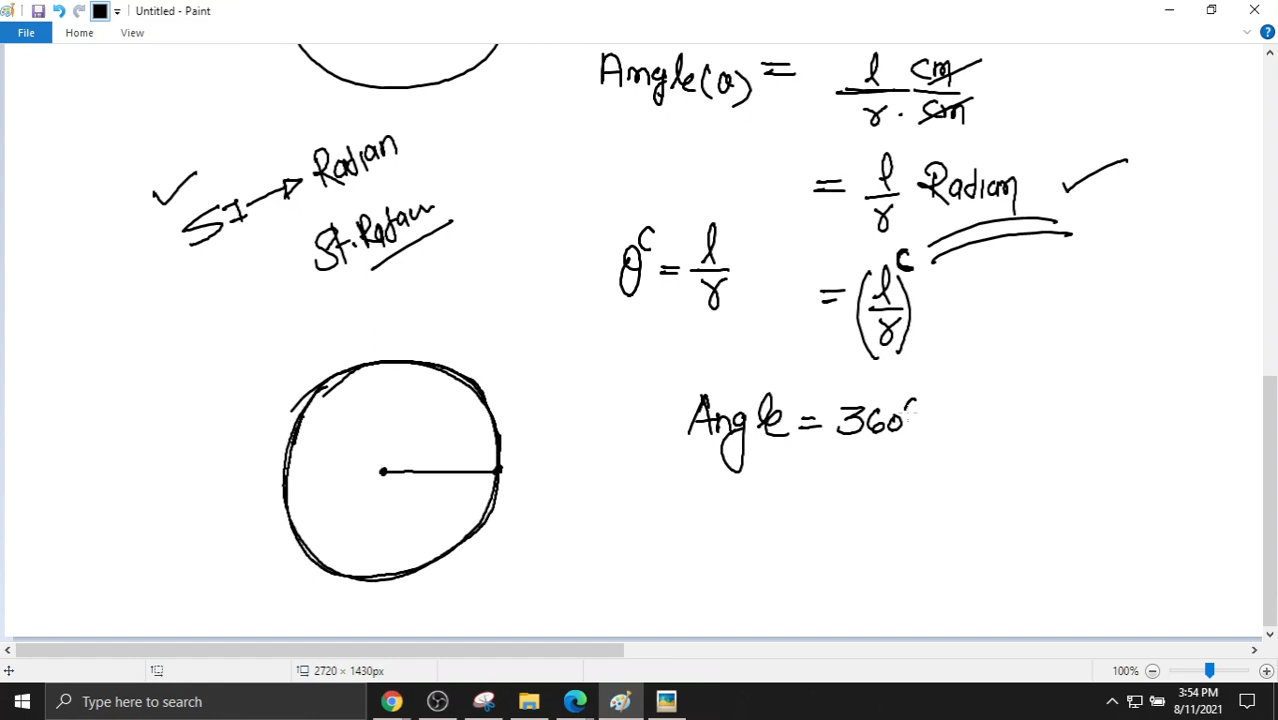 Untitled - Paint
File Home View
Angle(θ) = l cm
r . cm
= l/r Radian
SI → Radian
St. Radian
θᶜ = l/r
= (l/r)ᶜ
Angle = 360°
2720 × 1430px
100%
Type here to search
3:54 PM
8/11/2021